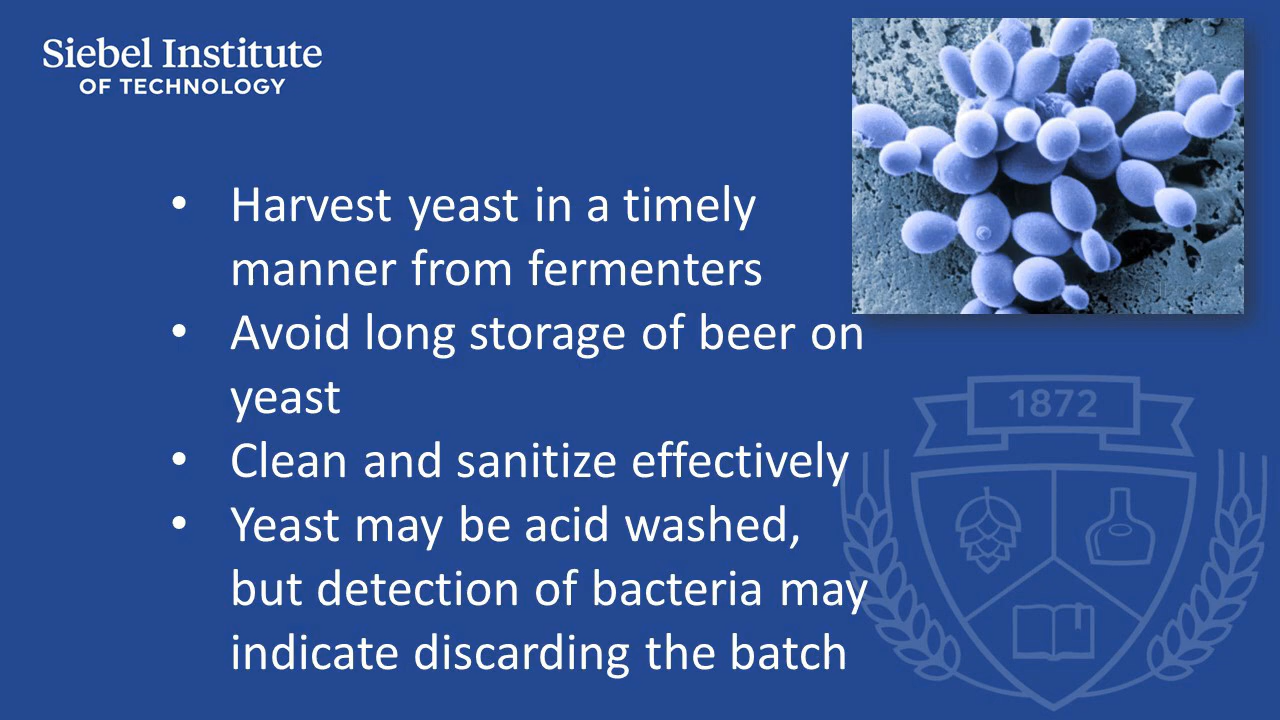 Siebel Institute
OF TECHNOLOGY
• Harvest yeast in a timely
manner from fermenters
• Avoid long storage of beer on
yeast
• Clean and sanitize effectively
• Yeast may be acid washed,
but detection of bacteria may
indicate discarding the batch
1872